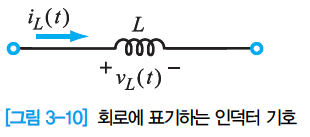 i_L(t)
L
+ v_L(t) −
[그림 3-10] 회로에 표기하는 인덕터 기호